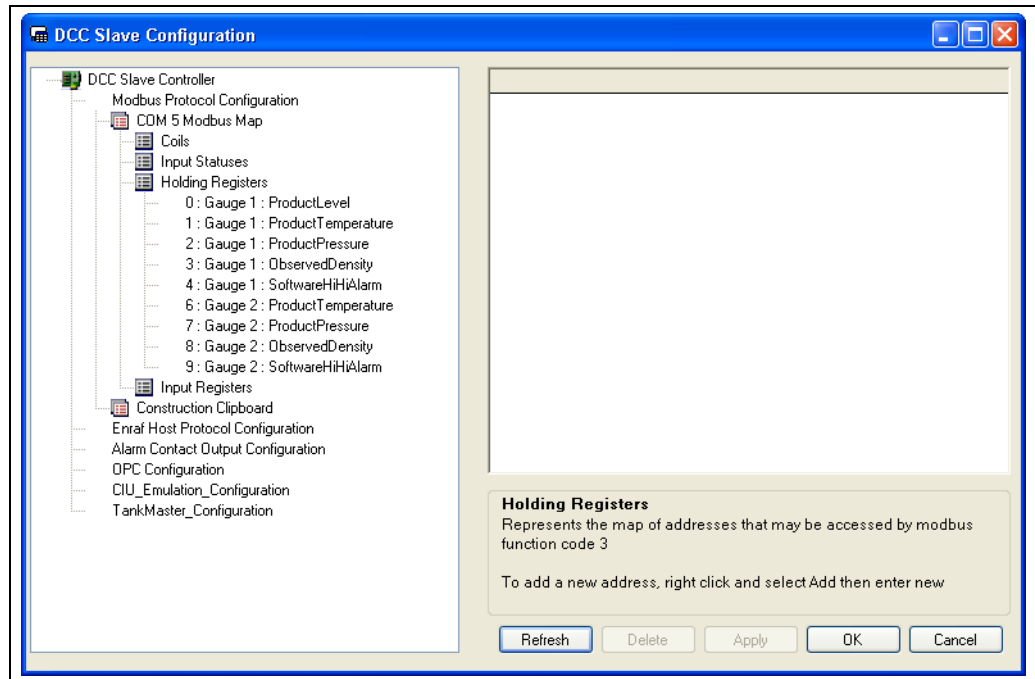 DCC Slave Configuration
DCC Slave Controller
Modbus Protocol Configuration
COM 5 Modbus Map
Coils
Input Statuses
Holding Registers
0 : Gauge 1 : ProductLevel
1 : Gauge 1 : ProductTemperature
2 : Gauge 1 : ProductPressure
3 : Gauge 1 : ObservedDensity
4 : Gauge 1 : SoftwareHiHiAlarm
6 : Gauge 2 : ProductTemperature
7 : Gauge 2 : ProductPressure
8 : Gauge 2 : ObservedDensity
9 : Gauge 2 : SoftwareHiHiAlarm
Input Registers
Construction Clipboard
Enraf Host Protocol Configuration
Alarm Contact Output Configuration
OPC Configuration
CIU_Emulation_Configuration
TankMaster_Configuration
Holding Registers
Represents the map of addresses that may be accessed by modbus
function code 3
To add a new address, right click and select Add then enter new
Refresh Delete Apply OK Cancel